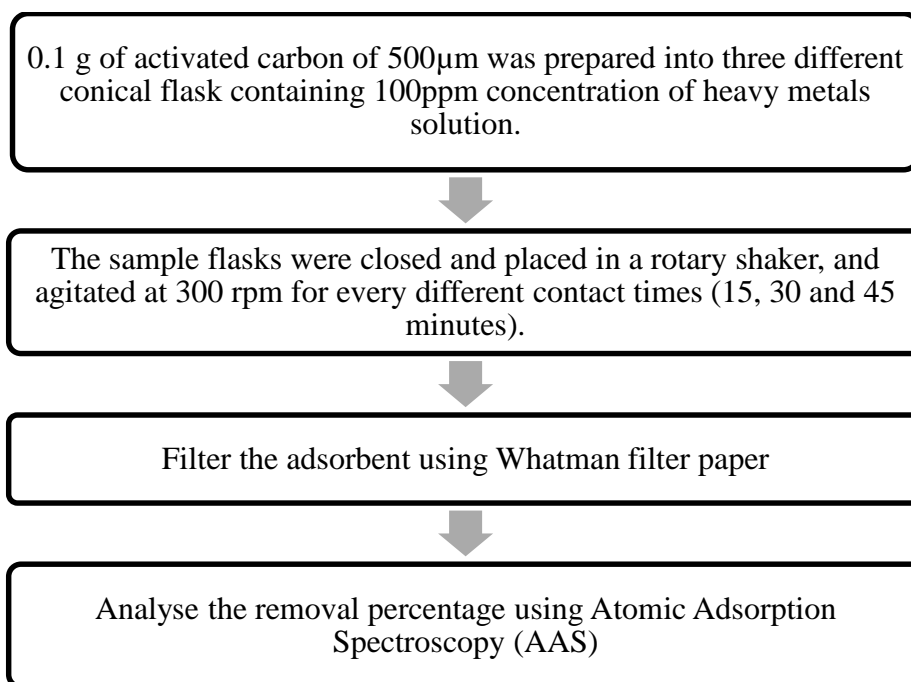 0.1 g of activated carbon of 500µm was prepared into three different
conical flask containing 100ppm concentration of heavy metals
solution.
The sample flasks were closed and placed in a rotary shaker, and
agitated at 300 rpm for every different contact times (15, 30 and 45
minutes).
Filter the adsorbent using Whatman filter paper
Analyse the removal percentage using Atomic Adsorption
Spectroscopy (AAS)